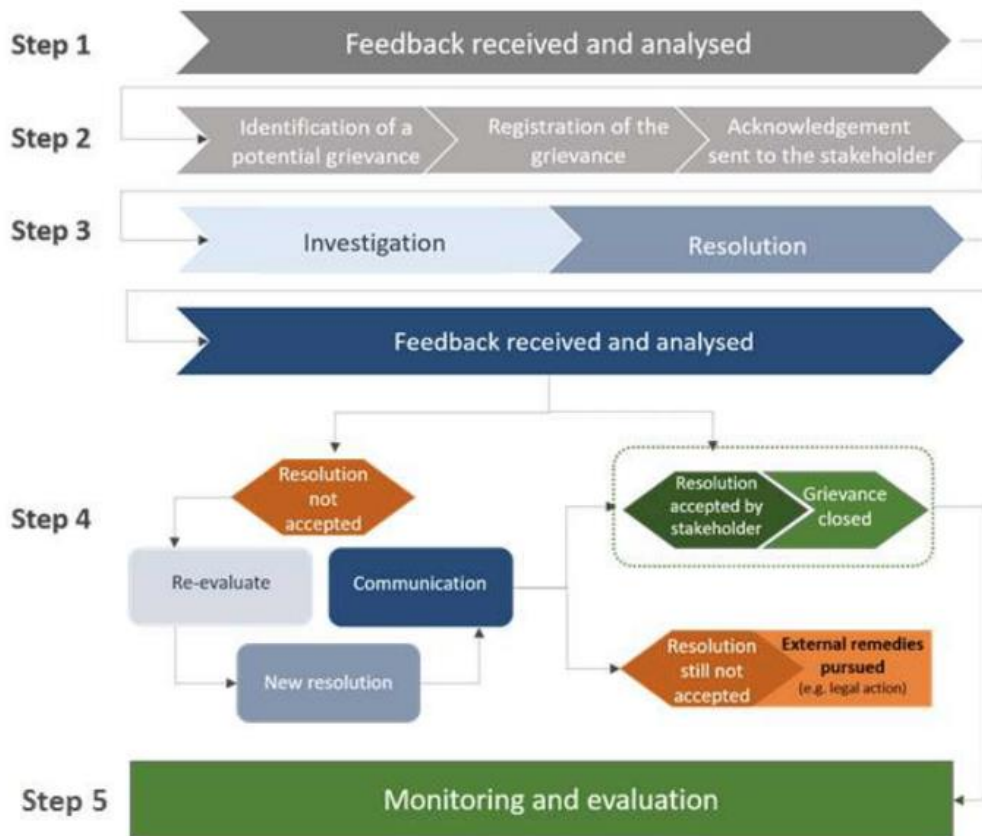 Step 1
Feedback received and analysed
Step 2
Identification of a
potential grievance
Registration of the
grievance
Acknowledgement
sent to the stakeholder
Step 3
Investigation
Resolution
Feedback received and analysed
Step 4
Resolution
not
accepted
Resolution
accepted by
stakeholder
Grievance
closed
Re-evaluate
Communication
New resolution
Resolution
still not
accepted
External remedies
pursued
(e.g. legal action)
Step 5
Monitoring and evaluation